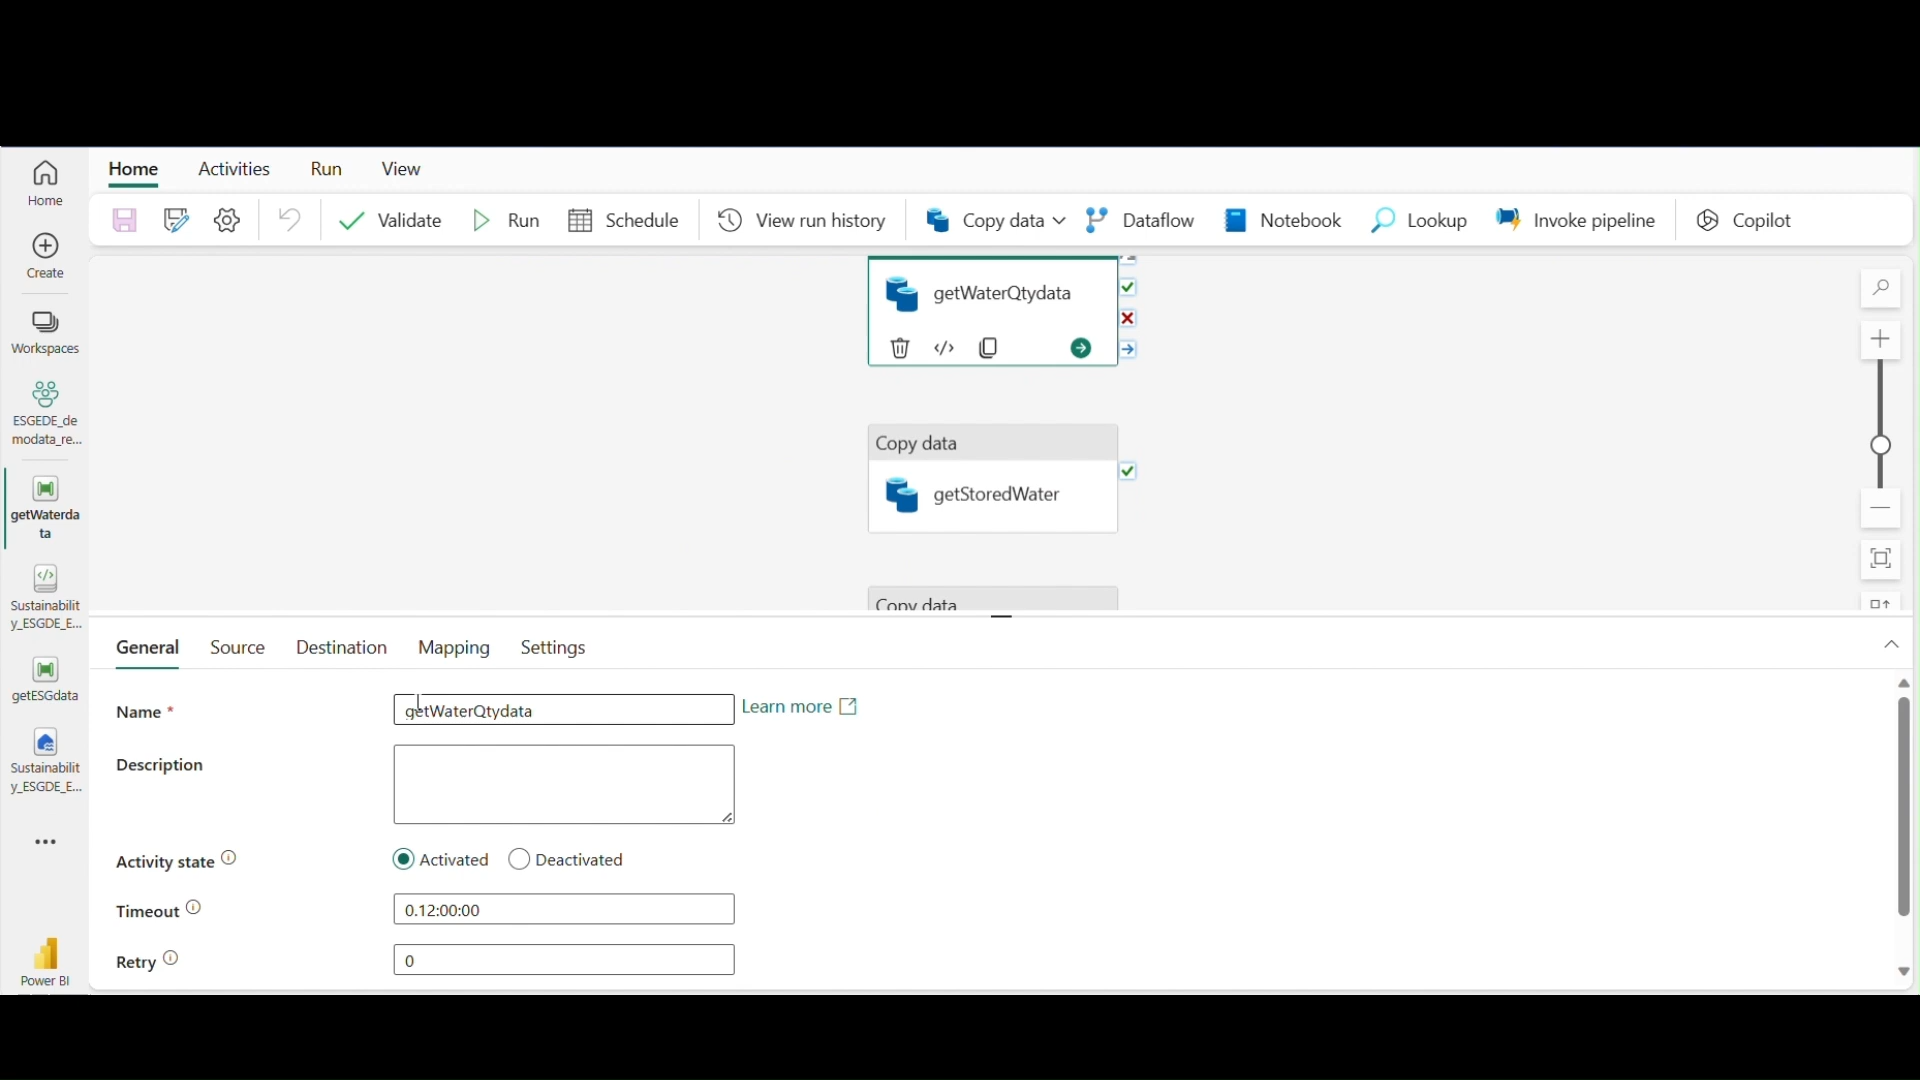 Home
Activities
Run
View
Validate
Run
Schedule
View run history
Copy data
Dataflow
Notebook
Lookup
Invoke pipeline
Copilot
Home
Create
Workspaces
ESGEDE_de
modata_re...
getWaterda
ta
Sustainabilit
y_ESGDE_E...
getESGdata
Sustainabilit
y_ESGDE_E...
Power BI
getWaterQtydata
Copy data
getStoredWater
Copy data
General
Source
Destination
Mapping
Settings
Name *
getWaterQtydata
Learn more
Description
Activity state
Activated
Deactivated
Timeout
0.12:00:00
Retry
0